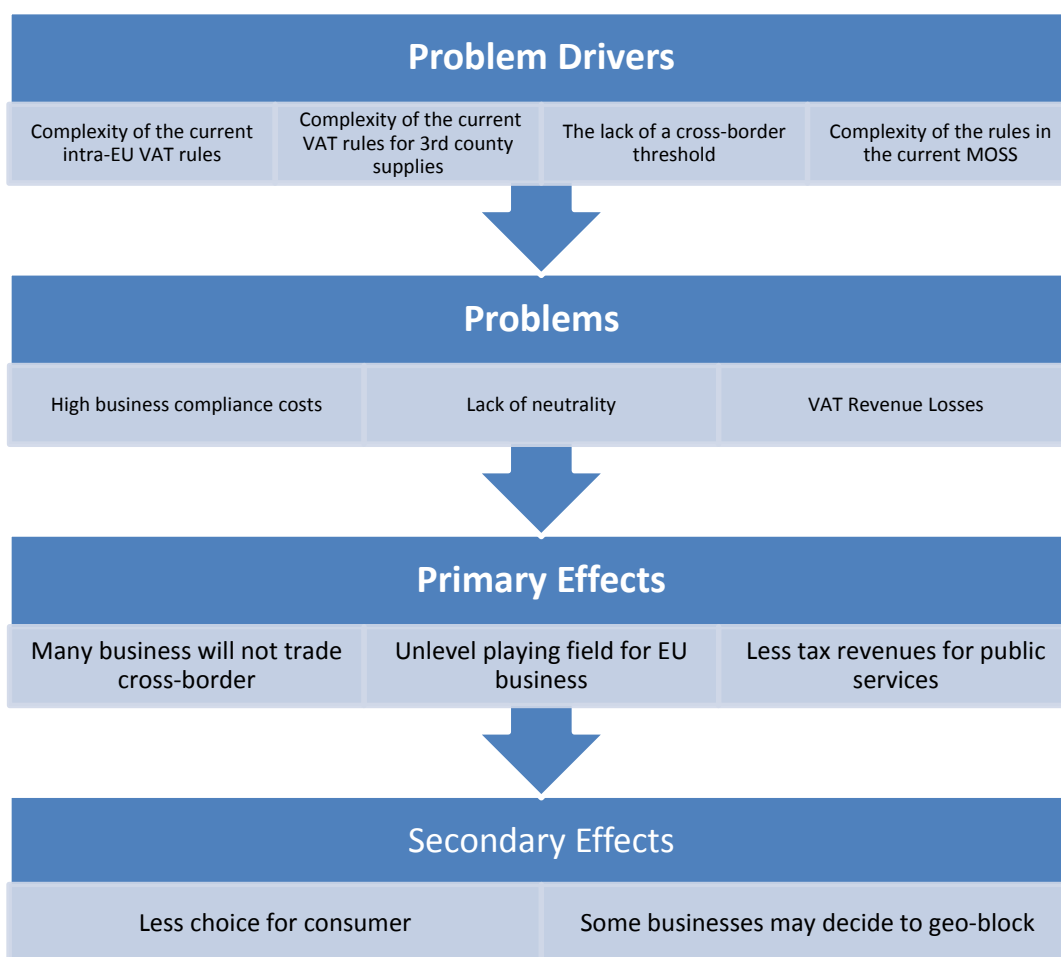 Problem Drivers
Complexity of the current
intra-EU VAT rules
Complexity of the current
VAT rules for 3rd county
supplies
The lack of a cross-border
threshold
Complexity of the rules in
the current MOSS
Problems
High business compliance costs
Lack of neutrality
VAT Revenue Losses
Primary Effects
Many business will not trade
cross-border
Unlevel playing field for EU
business
Less tax revenues for public
services
Secondary Effects
Less choice for consumer
Some businesses may decide to geo-block